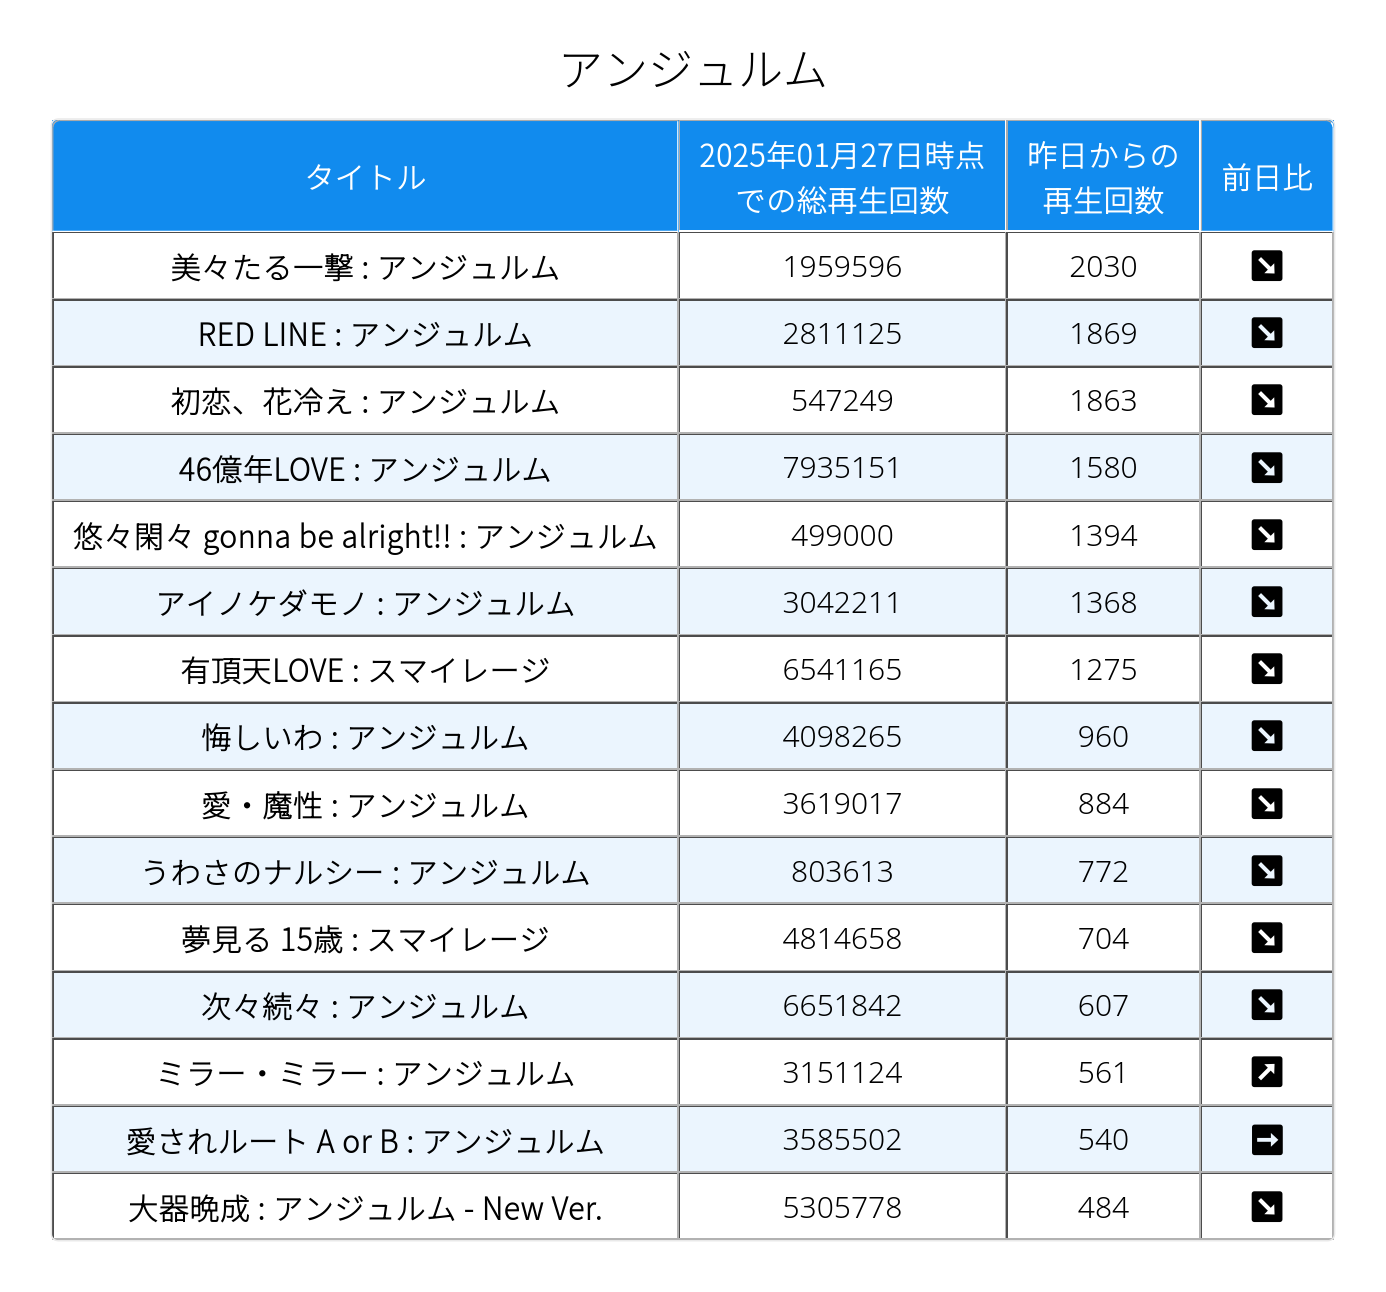 アンジュルム
タイトル 2025年01月27日時点での総再生回数 昨日からの再生回数 前日比
美々たる一撃 : アンジュルム 1959596 2030 ↘
RED LINE : アンジュルム 2811125 1869 ↘
初恋、花冷え : アンジュルム 547249 1863 ↘
46億年LOVE : アンジュルム 7935151 1580 ↘
悠々閑々 gonna be alright!! : アンジュルム 499000 1394 ↘
アイノケダモノ : アンジュルム 3042211 1368 ↘
有頂天LOVE : スマイレージ 6541165 1275 ↘
悔しいわ : アンジュルム 4098265 960 ↘
愛・魔性 : アンジュルム 3619017 884 ↘
うわさのナルシー : アンジュルム 803613 772 ↘
夢見る 15歳 : スマイレージ 4814658 704 ↘
次々続々 : アンジュルム 6651842 607 ↘
ミラー・ミラー : アンジュルム 3151124 561 ↗
愛されルート A or B : アンジュルム 3585502 540 →
大器晩成 : アンジュルム - New Ver. 5305778 484 ↘